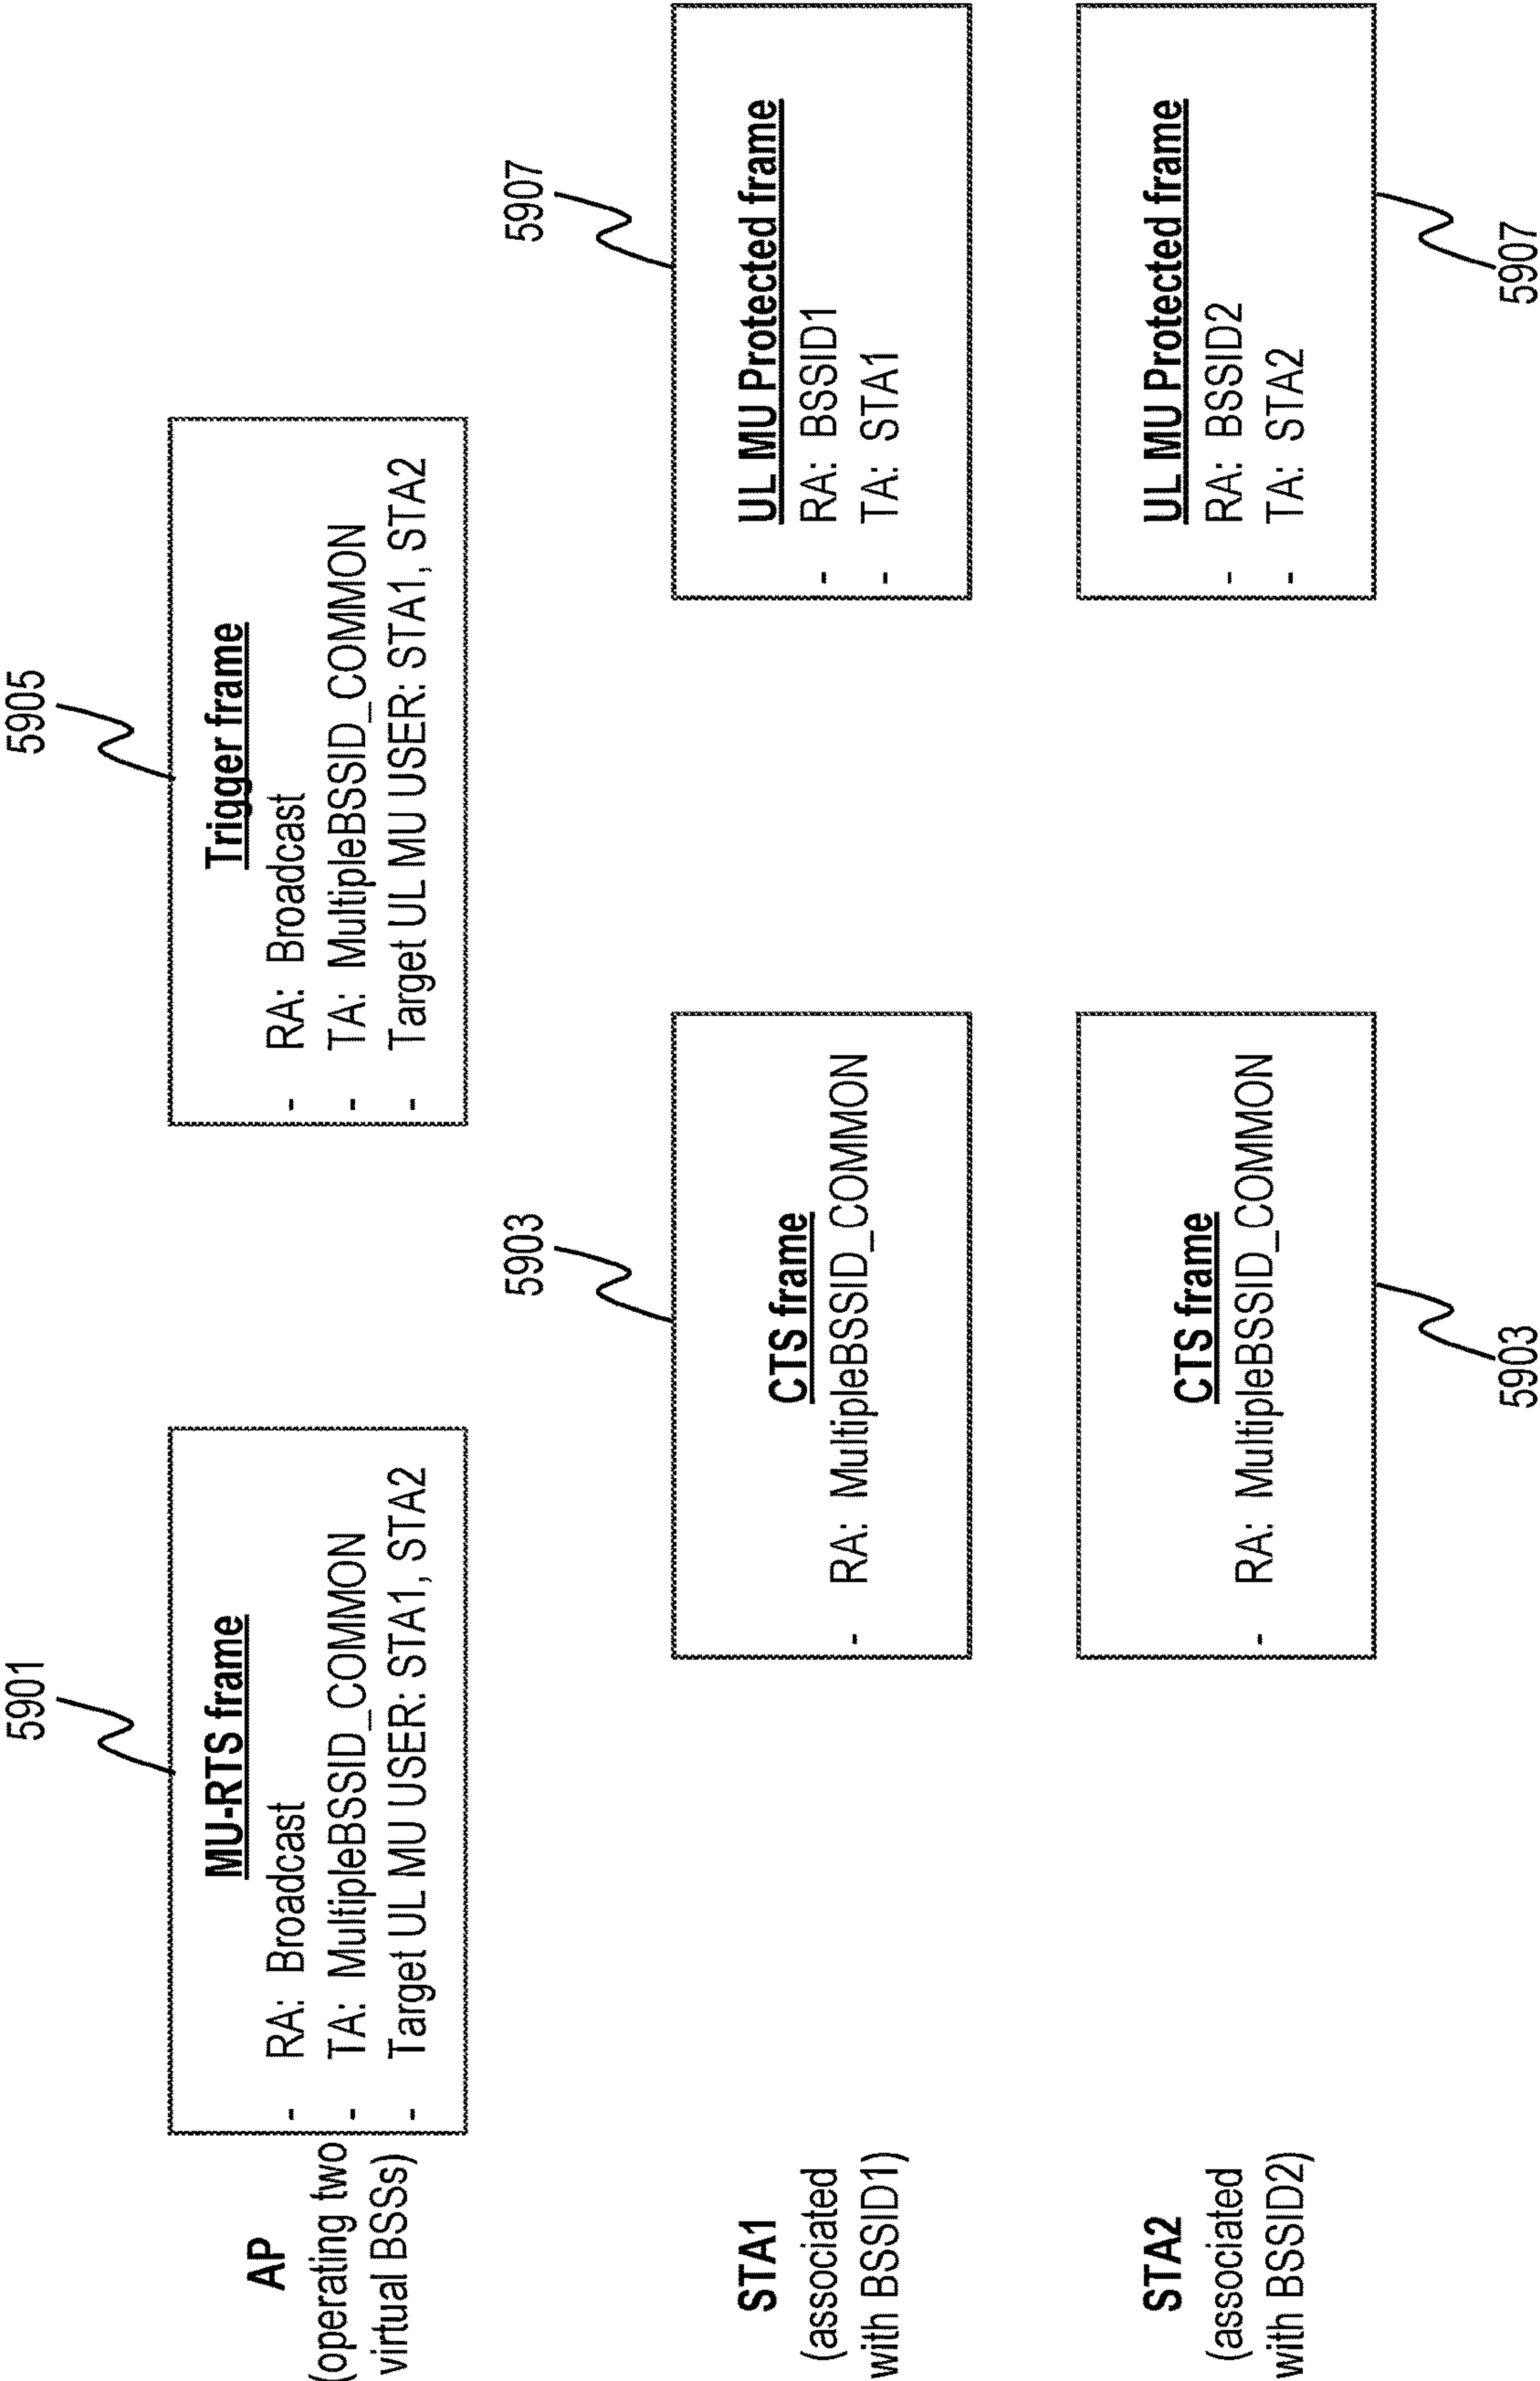 AP
(operating two
virtual BSSs)
5901
MU-RTS frame
- RA: Broadcast
- TA: MultipleBSSID_COMMON
- Target UL MU USER: STA1, STA2
5905
Trigger frame
- RA: Broadcast
- TA: MultipleBSSID_COMMON
- Target UL MU USER: STA1, STA2
STA1
(associated
with BSSID1)
5903
CTS frame
- RA: MultipleBSSID_COMMON
5907
UL MU Protected frame
- RA: BSSID1
- TA: STA1
STA2
(associated
with BSSID2)
CTS frame
- RA: MultipleBSSID_COMMON
5903
UL MU Protected frame
- RA: BSSID2
- TA: STA2
5907